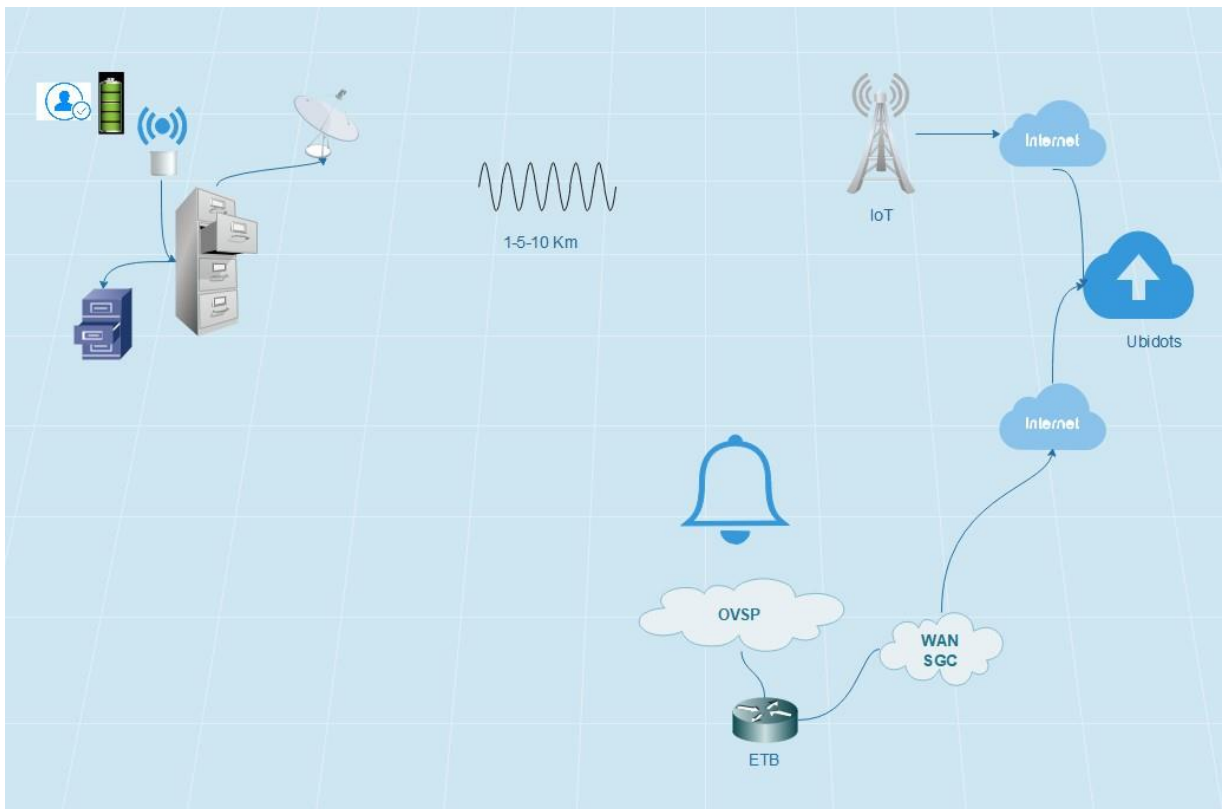 Internet
IoT
1-5-10 Km
Ubidots
Internet
OVSP
WAN
SGC
ETB